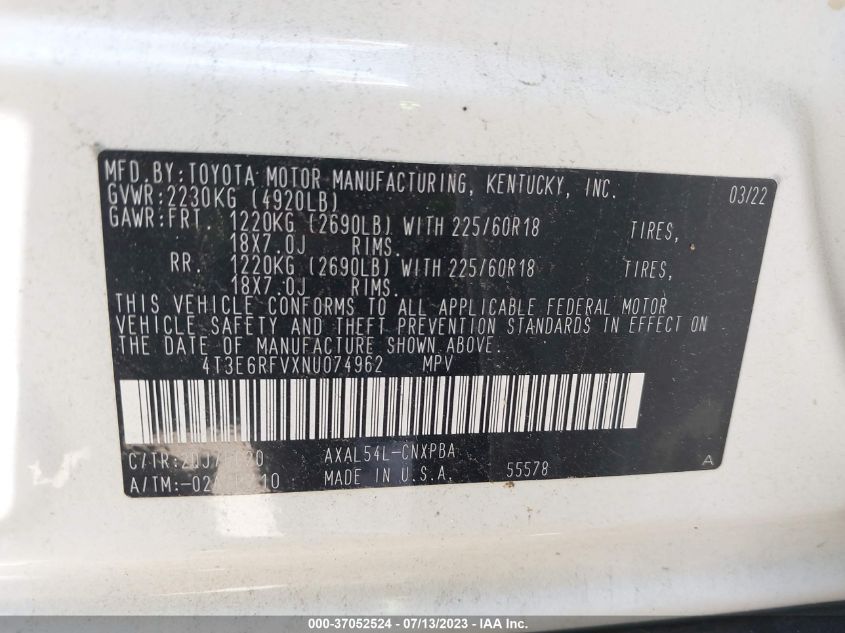 MFD.BY:TOYOTA MOTOR MANUFACTURING, KENTUCKY, INC. 03/22
GVWR:2230KG (4920LB)
GAWR:FRT. 1220KG (2690LB) WITH 225/60R18 TIRES,
18X7.0J RIMS.
RR. 1220KG (2690LB) WITH 225/60R18 TIRES,
18X7.0J RIMS.
THIS VEHICLE CONFORMS TO ALL APPLICABLE FEDERAL MOTOR
VEHICLE SAFETY AND THEFT PREVENTION STANDARDS IN EFFECT ON
THE DATE OF MANUFACTURE SHOWN ABOVE.
4T3E6RFVXNU074962 MPV
C/TR: AXAL54L-CNXPBA
A/TM: MADE IN U.S.A. 55578 A
000-37052524 - 07/13/2023 - IAA Inc.